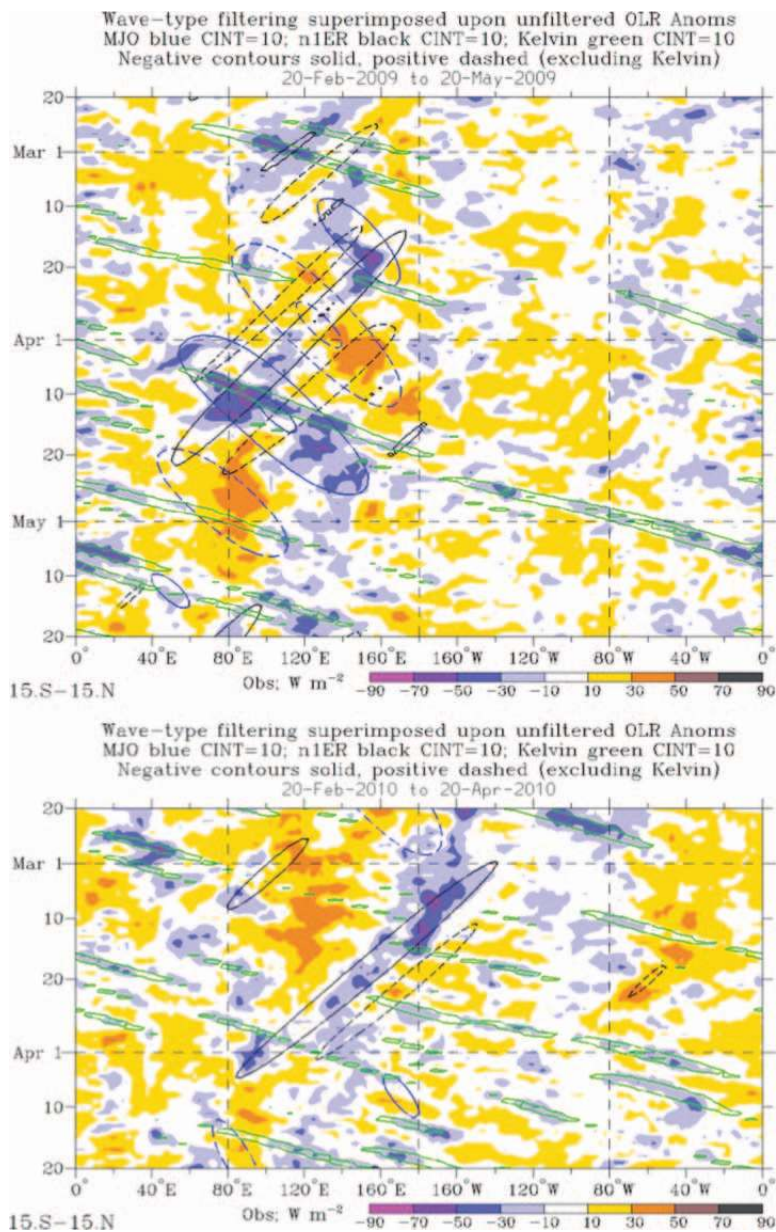 Wave-type filtering superimposed upon unfiltered OLR Anoms
MJO blue CINT=10; n1ER black CINT=10; Kelvin green CINT=10
Negative contours solid, positive dashed (excluding Kelvin)
20-Feb-2009 to 20-May-2009
20
Mar 1
10
20
Apr 1
10
20
May 1
10
20
0° 40°E 80°E 120°E 160°E 160°W 120°W 80°W 40°W 0°
15.S-15.N Obs; W m-2 -90 -70 -50 -30 -10 10 30 50 70 90
Wave-type filtering superimposed upon unfiltered OLR Anoms
MJO blue CINT=10; n1ER black CINT=10; Kelvin green CINT=10
Negative contours solid, positive dashed (excluding Kelvin)
20-Feb-2010 to 20-Apr-2010
20
Mar 1
10
20
Apr 1
10
20
0° 40°E 80°E 120°E 160°E 160°W 120°W 80°W 40°W 0°
15.S-15.N Obs; W m-2 -90 -70 -50 -30 -10 10 30 50 70 90